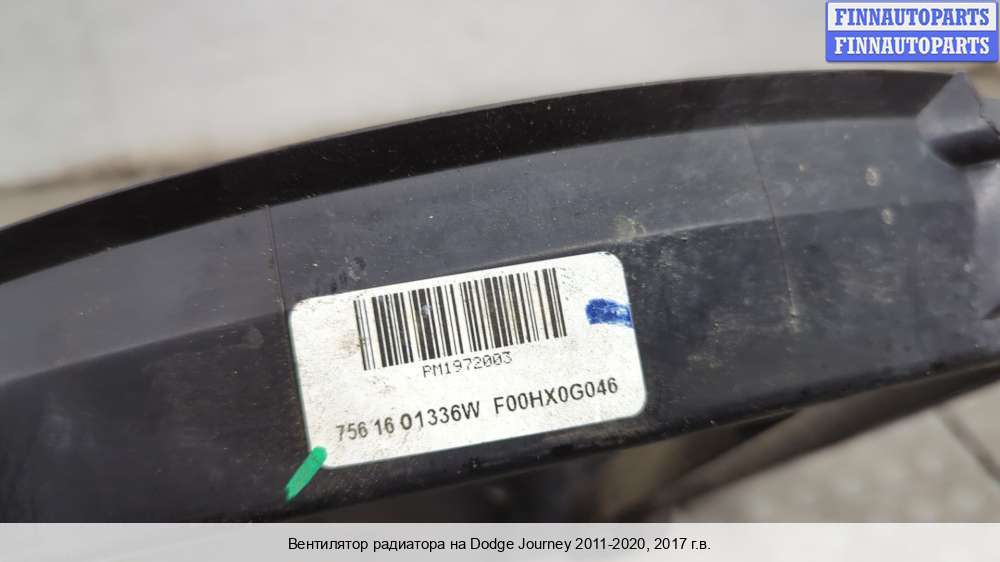 FINNAUTOPARTS
FINNAUTOPARTS
PM1972003
756 16 01336W F00HX0G046
Вентилятор радиатора на Dodge Journey 2011-2020, 2017 г.в.